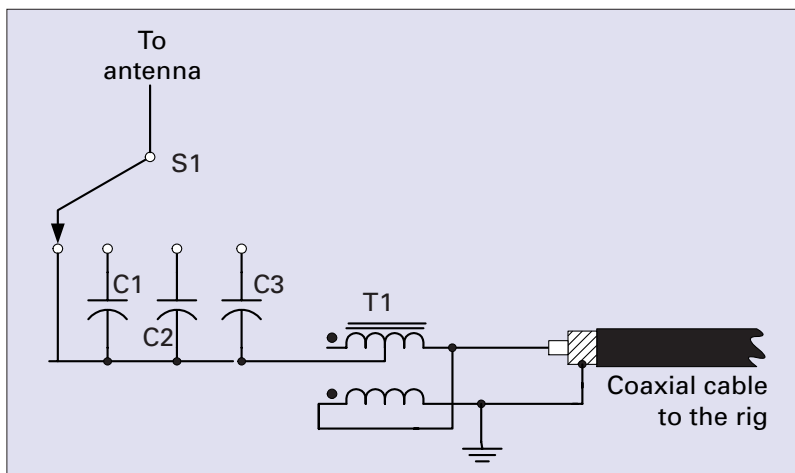 To
antenna
S1
C1
C2
C3
T1
Coaxial cable
to the rig